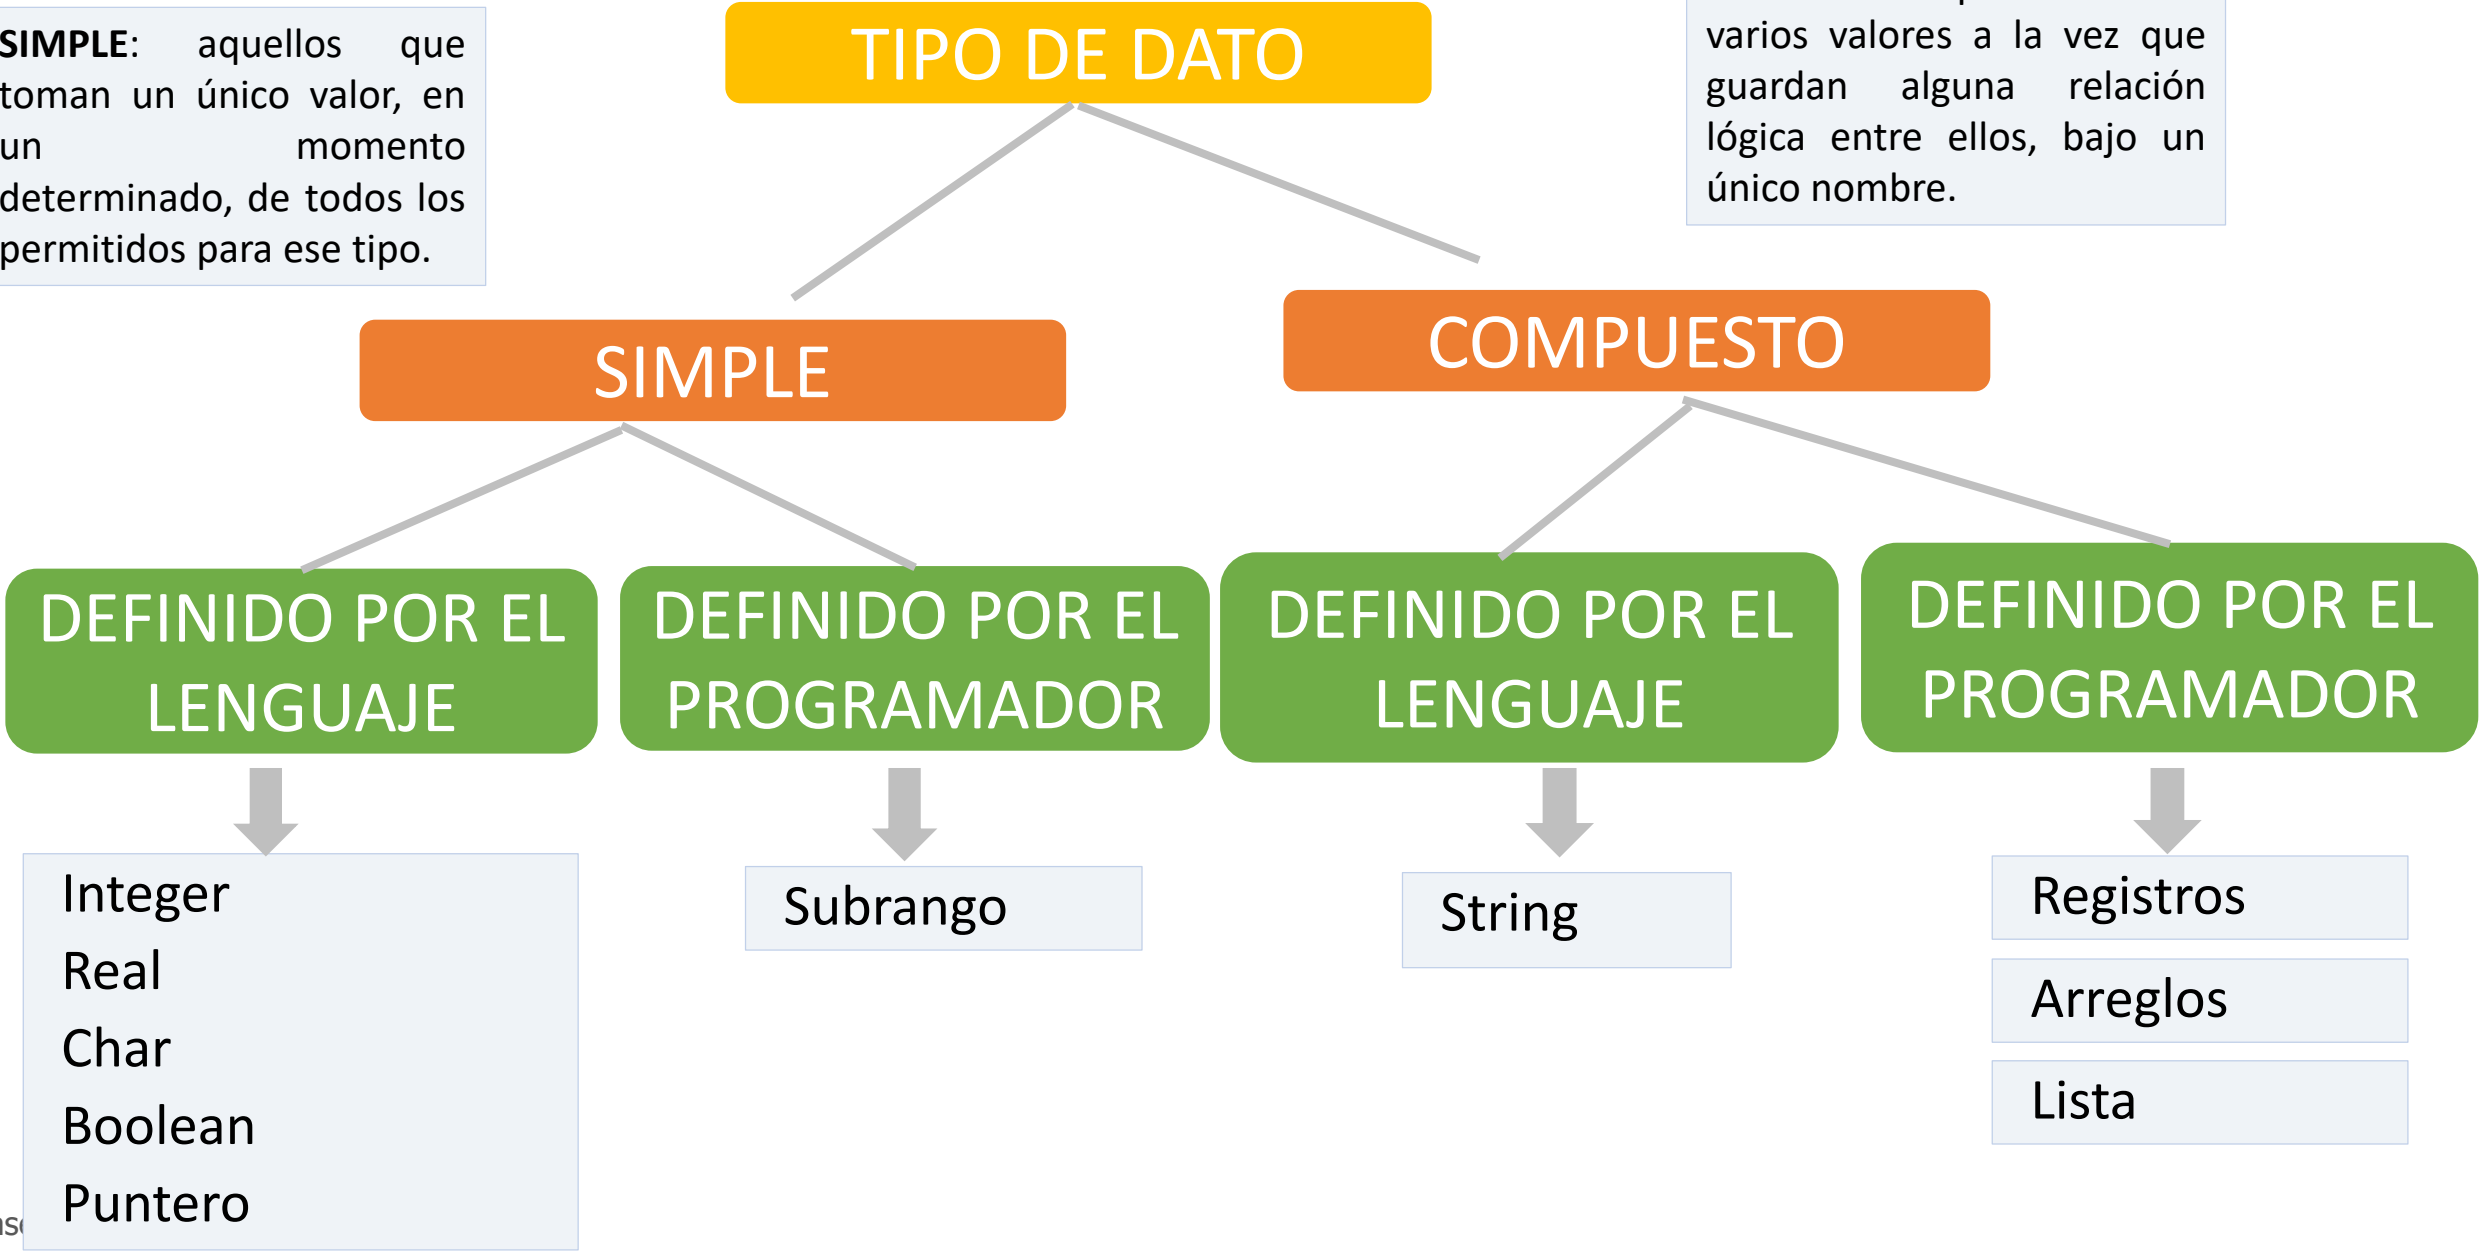 SIMPLE: aquellos que
toman un único valor, en
un momento
determinado, de todos los
permitidos para ese tipo.
TIPO DE DATO
varios valores a la vez que
guardan alguna relación
lógica entre ellos, bajo un
único nombre.
SIMPLE
COMPUESTO
DEFINIDO POR EL
LENGUAJE
DEFINIDO POR EL
PROGRAMADOR
DEFINIDO POR EL
LENGUAJE
DEFINIDO POR EL
PROGRAMADOR
Integer
Real
Char
Boolean
Puntero
Subrango
String
Registros
Arreglos
Lista